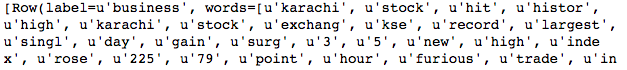 [Row(label=u'business', words=[u'karachi', u'stock', u'hit', u'histor',
u'high', u'karachi', u'stock', u'exchang', u'kse', u'record', u'largest',
u'singl', u'day', u'gain', u'surg', u'3', u'5', u'new', u'high', u'inde
x', u'rose', u'225', u'79', u'point', u'hour', u'furious', u'trade', u'in